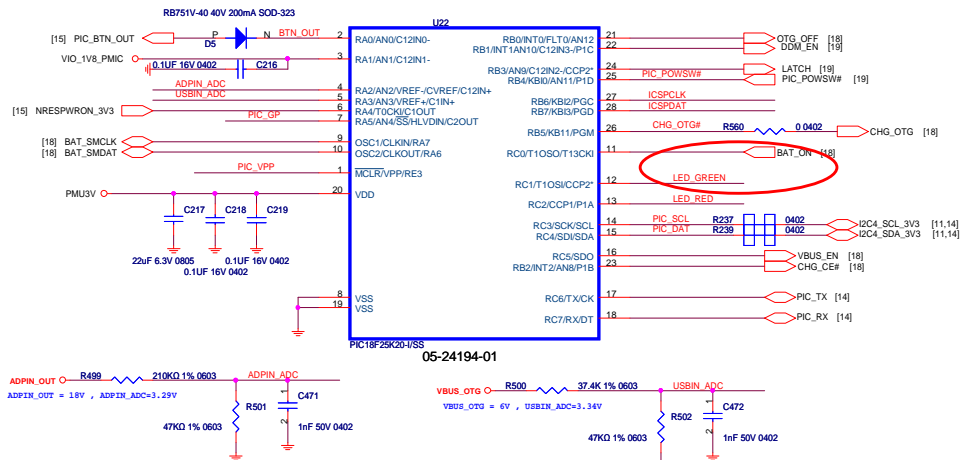 RB751V-40 40V 200mA SOD-323
U22
[15] PIC_BTN_OUT
P
D5
N
BTN_OUT
2
RA0/AN0/C12IN0-
RB0/INT0/FLT0/AN12
21
OTG_OFF [18]
RB1/INT1AN10/C12IN3-/P1C
22
DDM_EN [19]
VIO_1V8_PMIC
3
RA1/AN1/C12IN1-
0.1UF 16V 0402
C216
RB3/AN9/C12IN2-/CCP2*
24
LATCH [19]
RB4/KBI0/AN11/P1D
25
PIC_POWSW#
PIC_POWSW# [19]
ADPIN_ADC
4
RA2/AN2/VREF-/CVREF/C12IN+
USBIN_ADC
5
RA3/AN3/VREF+/C1IN+
RB6/KBI2/PGC
27
ICSPCLK
[15] NRESPWRON_3V3
6
RA4/T0CKI/C1OUT
RB7/KBI3/PGD
28
ICSPDAT
PIC_GP
7
RA5/AN4/SS/HLVDIN/C2OUT
RB5/KB11/PGM
26
CHG_OTG#
R560
0 0402
CHG_OTG [18]
[18] BAT_SMCLK
9
OSC1/CLKIN/RA7
[18] BAT_SMDAT
10
OSC2/CLKOUT/RA6
RC0/T1OSO/T13CKI
11
BAT_ON [18]
PIC_VPP
1
MCLR/VPP/RE3
RC1/T1OSI/CCP2*
12
LED_GREEN
PMU3V
20
VDD
RC2/CCP1/P1A
13
LED_RED
C217
C218
C219
RC3/SCK/SCL
14
PIC_SCL
R237
0402
I2C4_SCL_3V3 [11,14]
RC4/SDI/SDA
15
PIC_DAT
R239
0402
I2C4_SDA_3V3 [11,14]
22uF 6.3V 0805
0.1UF 16V 0402
0.1UF 16V 0402
RC5/SDO
16
VBUS_EN [18]
RB2/INT2/AN8/P1B
23
CHG_CE# [18]
8
VSS
19
VSS
RC6/TX/CK
17
PIC_TX [14]
RC7/RX/DT
18
PIC_RX [14]
PIC18F25K20-I/SS
05-24194-01
ADPIN_OUT
R499
210KΩ 1% 0603
ADPIN_ADC
ADPIN_OUT = 18V , ADPIN_ADC=3.29V
R501
47KΩ 1% 0603
1
C471
2
1nF 50V 0402
VBUS_OTG
R500
37.4K 1% 0603
USBIN_ADC
VBUS_OTG = 6V , USBIN_ADC=3.34V
R502
47KΩ 1% 0603
1
C472
2
1nF 50V 0402